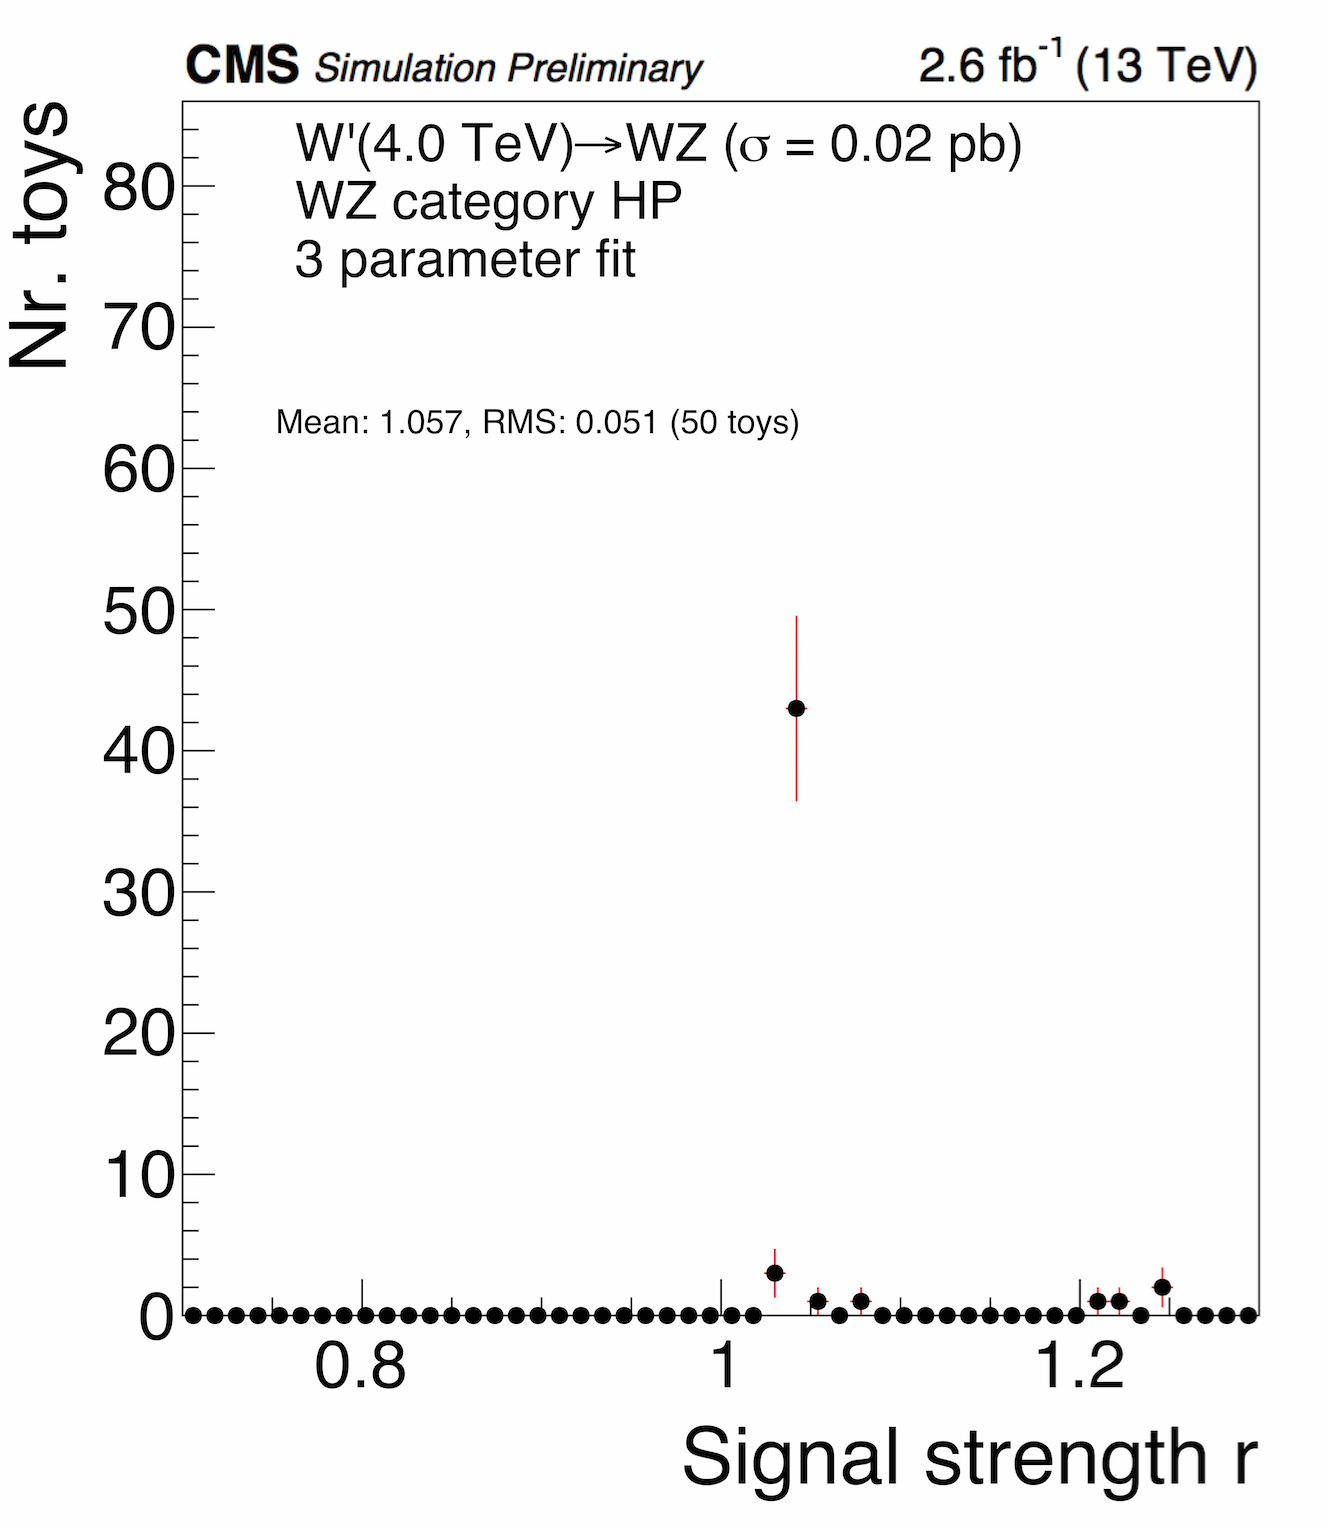 CMS Simulation Preliminary 2.6 fb⁻¹ (13 TeV)
W'(4.0 TeV)→WZ (σ = 0.02 pb)
WZ category HP
3 parameter fit
Mean: 1.057, RMS: 0.051 (50 toys)
Nr. toys
80
70
60
50
40
30
20
10
0
0.8 1 1.2
Signal strength r